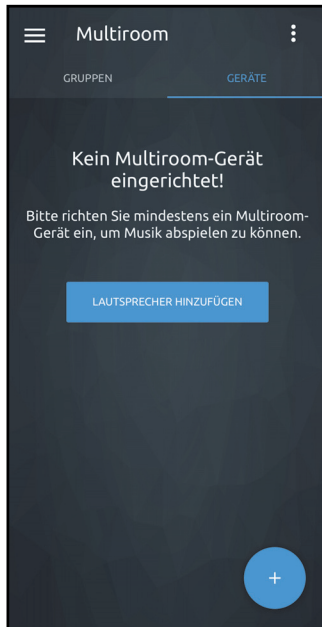 Multiroom
GRUPPEN
GERÄTE
Kein Multiroom-Gerät
eingerichtet!
Bitte richten Sie mindestens ein Multiroom-
Gerät ein, um Musik abspielen zu können.
LAUTSPRECHER HINZUFÜGEN
+